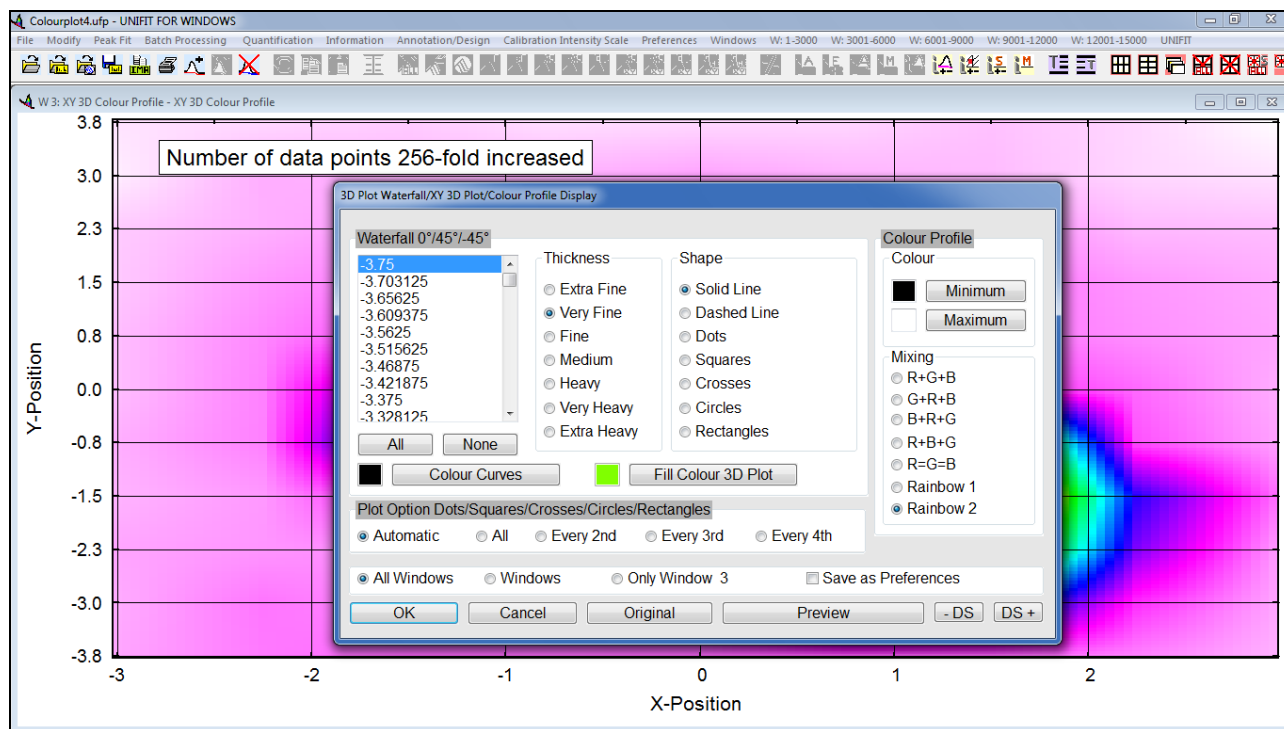 Colourplot4.ufp - UNIFIT FOR WINDOWS
File Modify Peak Fit Batch Processing Quantification Information Annotation/Design Calibration Intensity Scale Preferences Windows W: 1-3000 W: 3001-6000 W: 6001-9000 W: 9001-12000 W: 12001-15000 UNIFIT
W 3: XY 3D Colour Profile - XY 3D Colour Profile
Number of data points 256-fold increased
3D Plot Waterfall/XY 3D Plot/Colour Profile Display
Waterfall 0°/45°/-45°
-3.75
-3.703125
-3.65625
-3.609375
-3.5625
-3.515625
-3.46875
-3.421875
-3.375
-3.328125
All None
Thickness
Extra Fine
Very Fine
Fine
Medium
Heavy
Very Heavy
Extra Heavy
Shape
Solid Line
Dashed Line
Dots
Squares
Crosses
Circles
Rectangles
Colour Curves Fill Colour 3D Plot
Colour Profile
Colour
Minimum
Maximum
Mixing
R+G+B
G+R+B
B+R+G
R+B+G
R=G=B
Rainbow 1
Rainbow 2
Plot Option Dots/Squares/Crosses/Circles/Rectangles
Automatic All Every 2nd Every 3rd Every 4th
All Windows Windows Only Window 3 Save as Preferences
OK Cancel Original Preview - DS DS +
Y-Position
3.8
3.0
2.3
1.5
0.8
0.0
-0.8
-1.5
-2.3
-3.0
-3.8
-3 -2 -1 0 1 2
X-Position